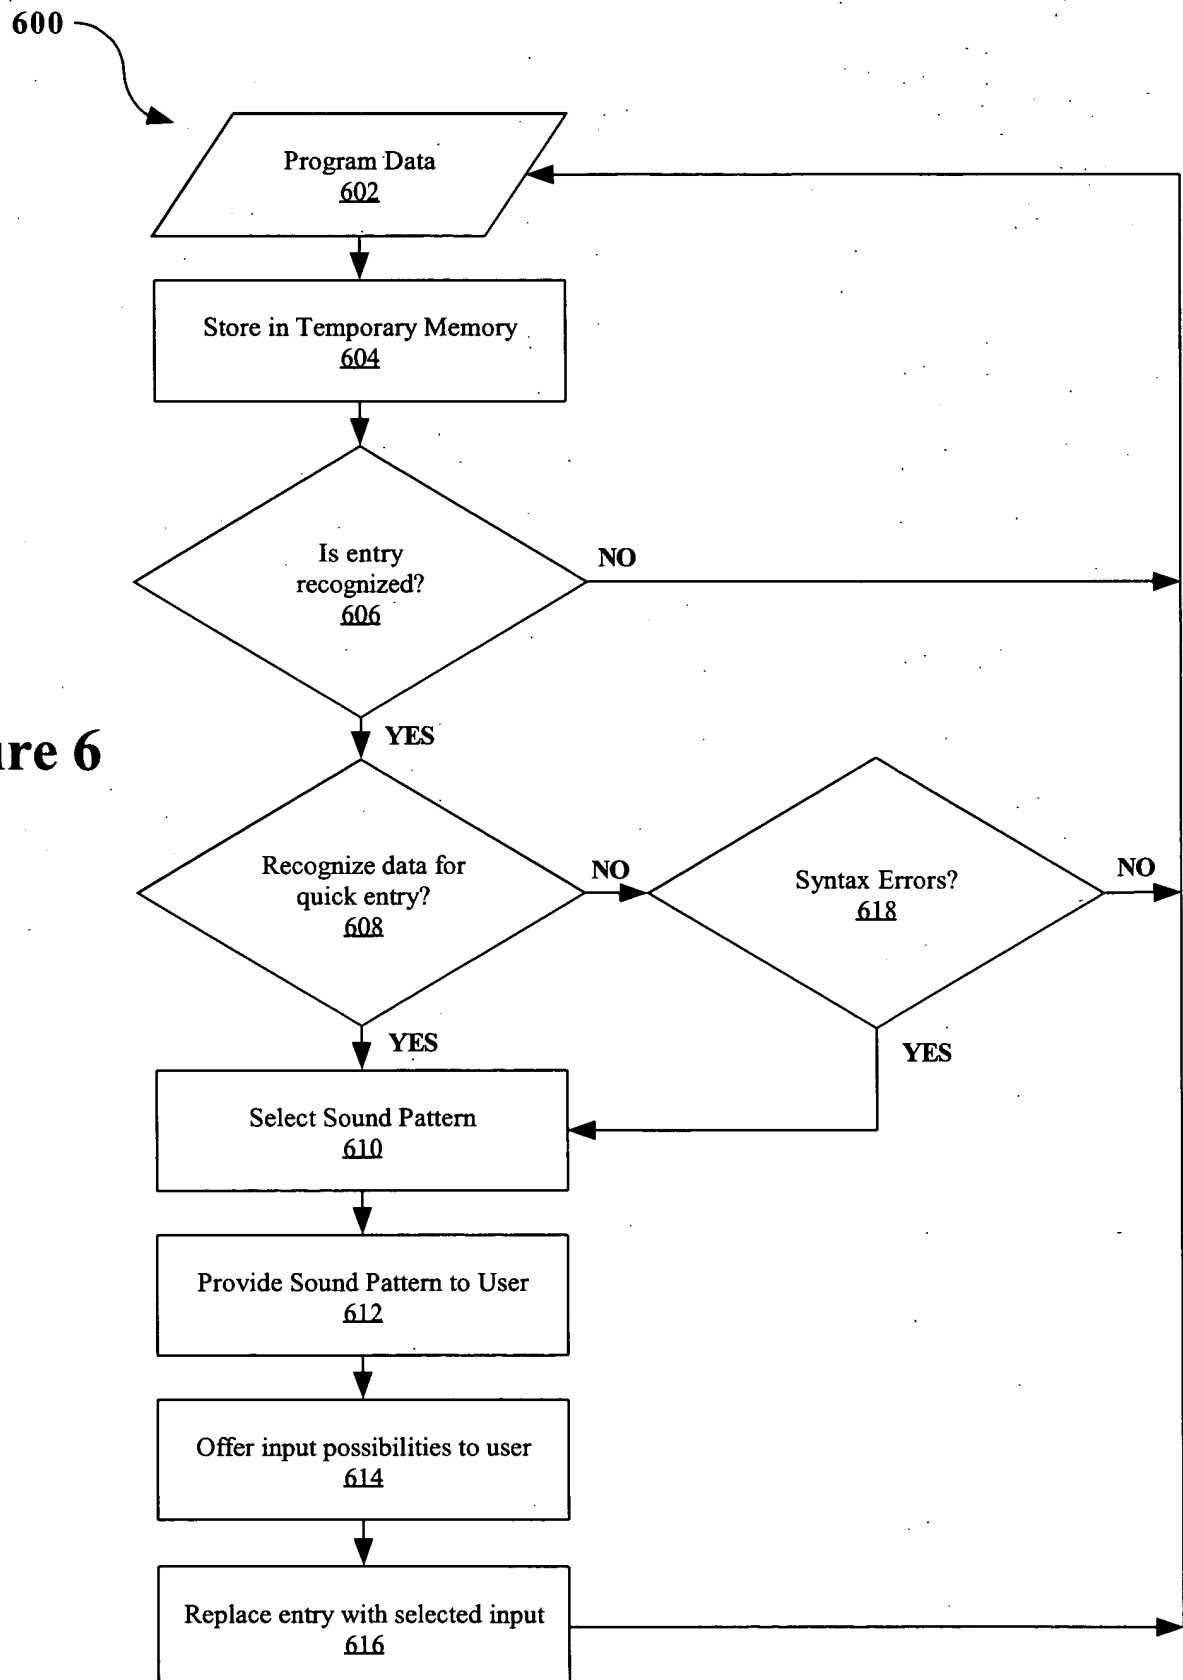 600
Program Data
602
Store in Temporary Memory
604
Is entry
recognized?
606
NO
YES
ure 6
Recognize data for
quick entry?
608
NO
Syntax Errors?
618
NO
YES
YES
Select Sound Pattern
610
Provide Sound Pattern to User
612
Offer input possibilities to user
614
Replace entry with selected input
616